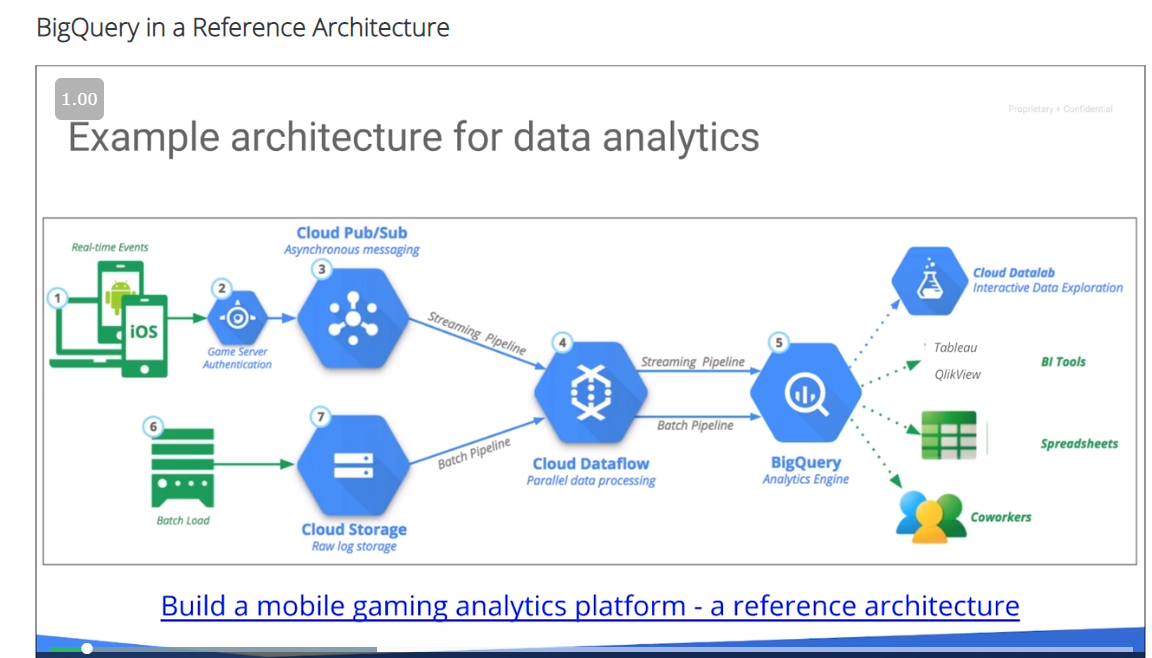 BigQuery in a Reference Architecture
1.00
Proprietary + Confidential
Example architecture for data analytics
Real-time Events
1
iOS
2
Game Server
Authentication
Cloud Pub/Sub
Asynchronous messaging
3
Streaming Pipeline
6
Batch Load
7
Cloud Storage
Raw log storage
Batch Pipeline
4
Cloud Dataflow
Parallel data processing
Streaming Pipeline
Batch Pipeline
5
BigQuery
Analytics Engine
Cloud Datalab
Interactive Data Exploration
Tableau
QlikView
BI Tools
Spreadsheets
Coworkers
Build a mobile gaming analytics platform - a reference architecture